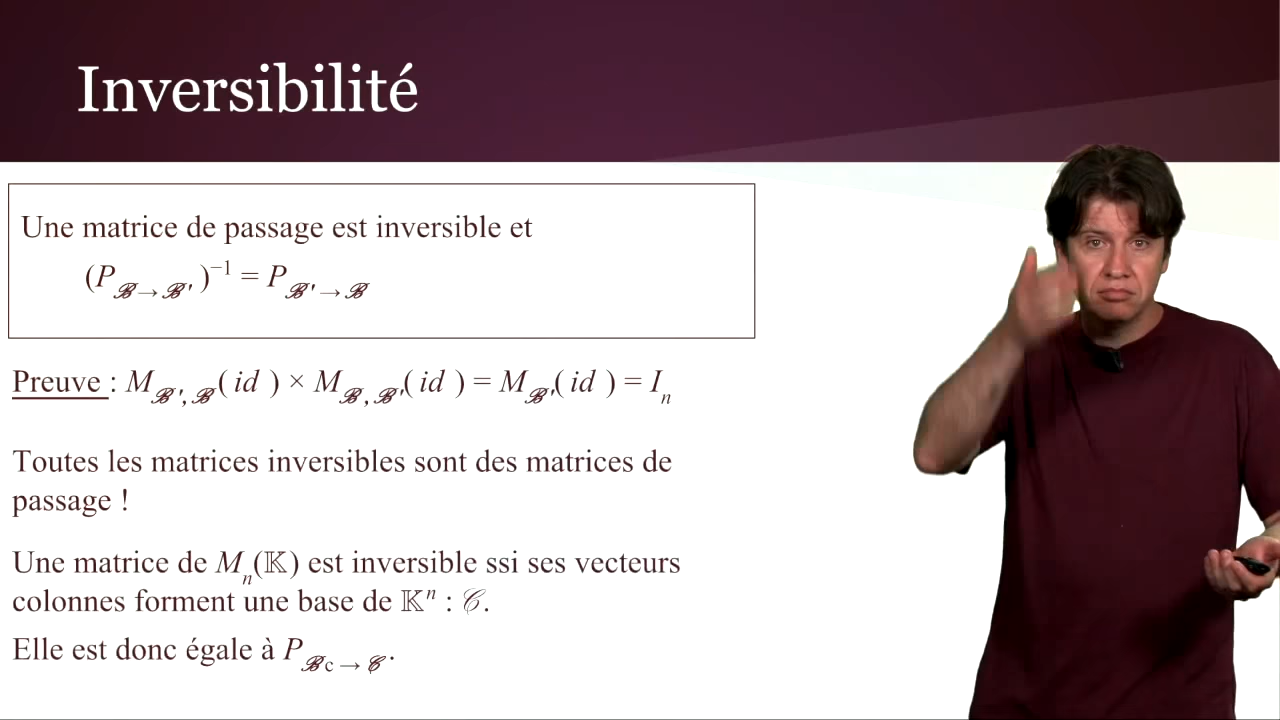 Inversibilité
Une matrice de passage est inversible et
(P_{ℬ→ℬ'})^{−1} = P_{ℬ'→ℬ}
Preuve : M_{ℬ',ℬ}(id) × M_{ℬ,ℬ'}(id) = M_{ℬ'}(id) = I_n
Toutes les matrices inversibles sont des matrices de
passage !
Une matrice de M_n(𝕂) est inversible ssi ses vecteurs
colonnes forment une base de 𝕂^n : 𝒞.
Elle est donc égale à P_{ℬc→𝒞}.